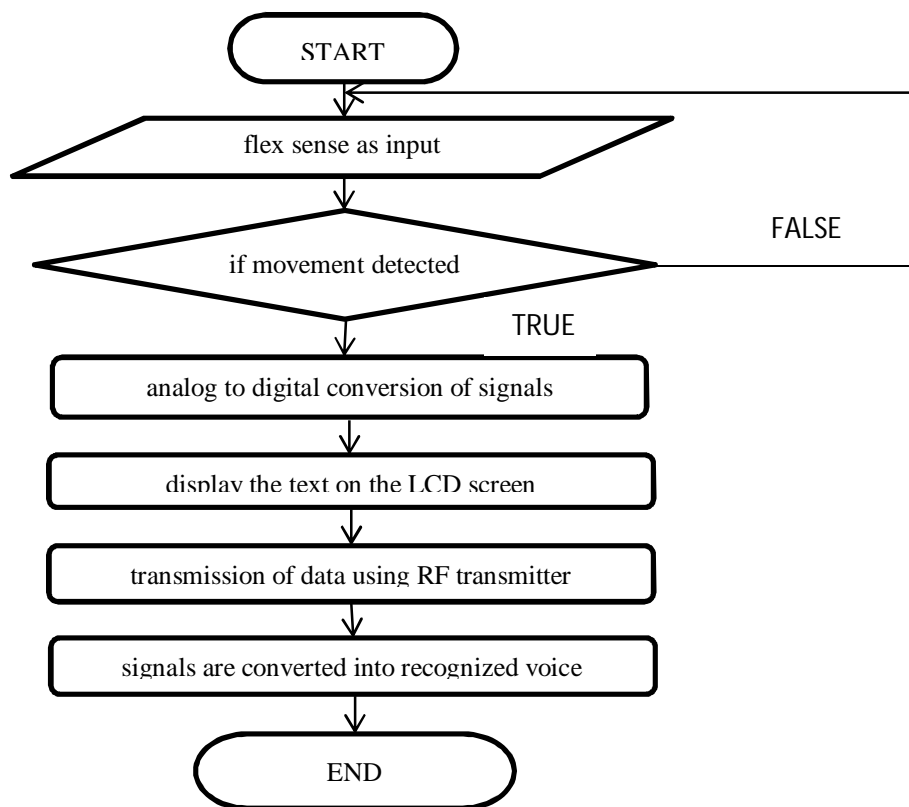 START
flex sense as input
FALSE
if movement detected
TRUE
analog to digital conversion of signals
display the text on the LCD screen
transmission of data using RF transmitter
signals are converted into recognized voice
END